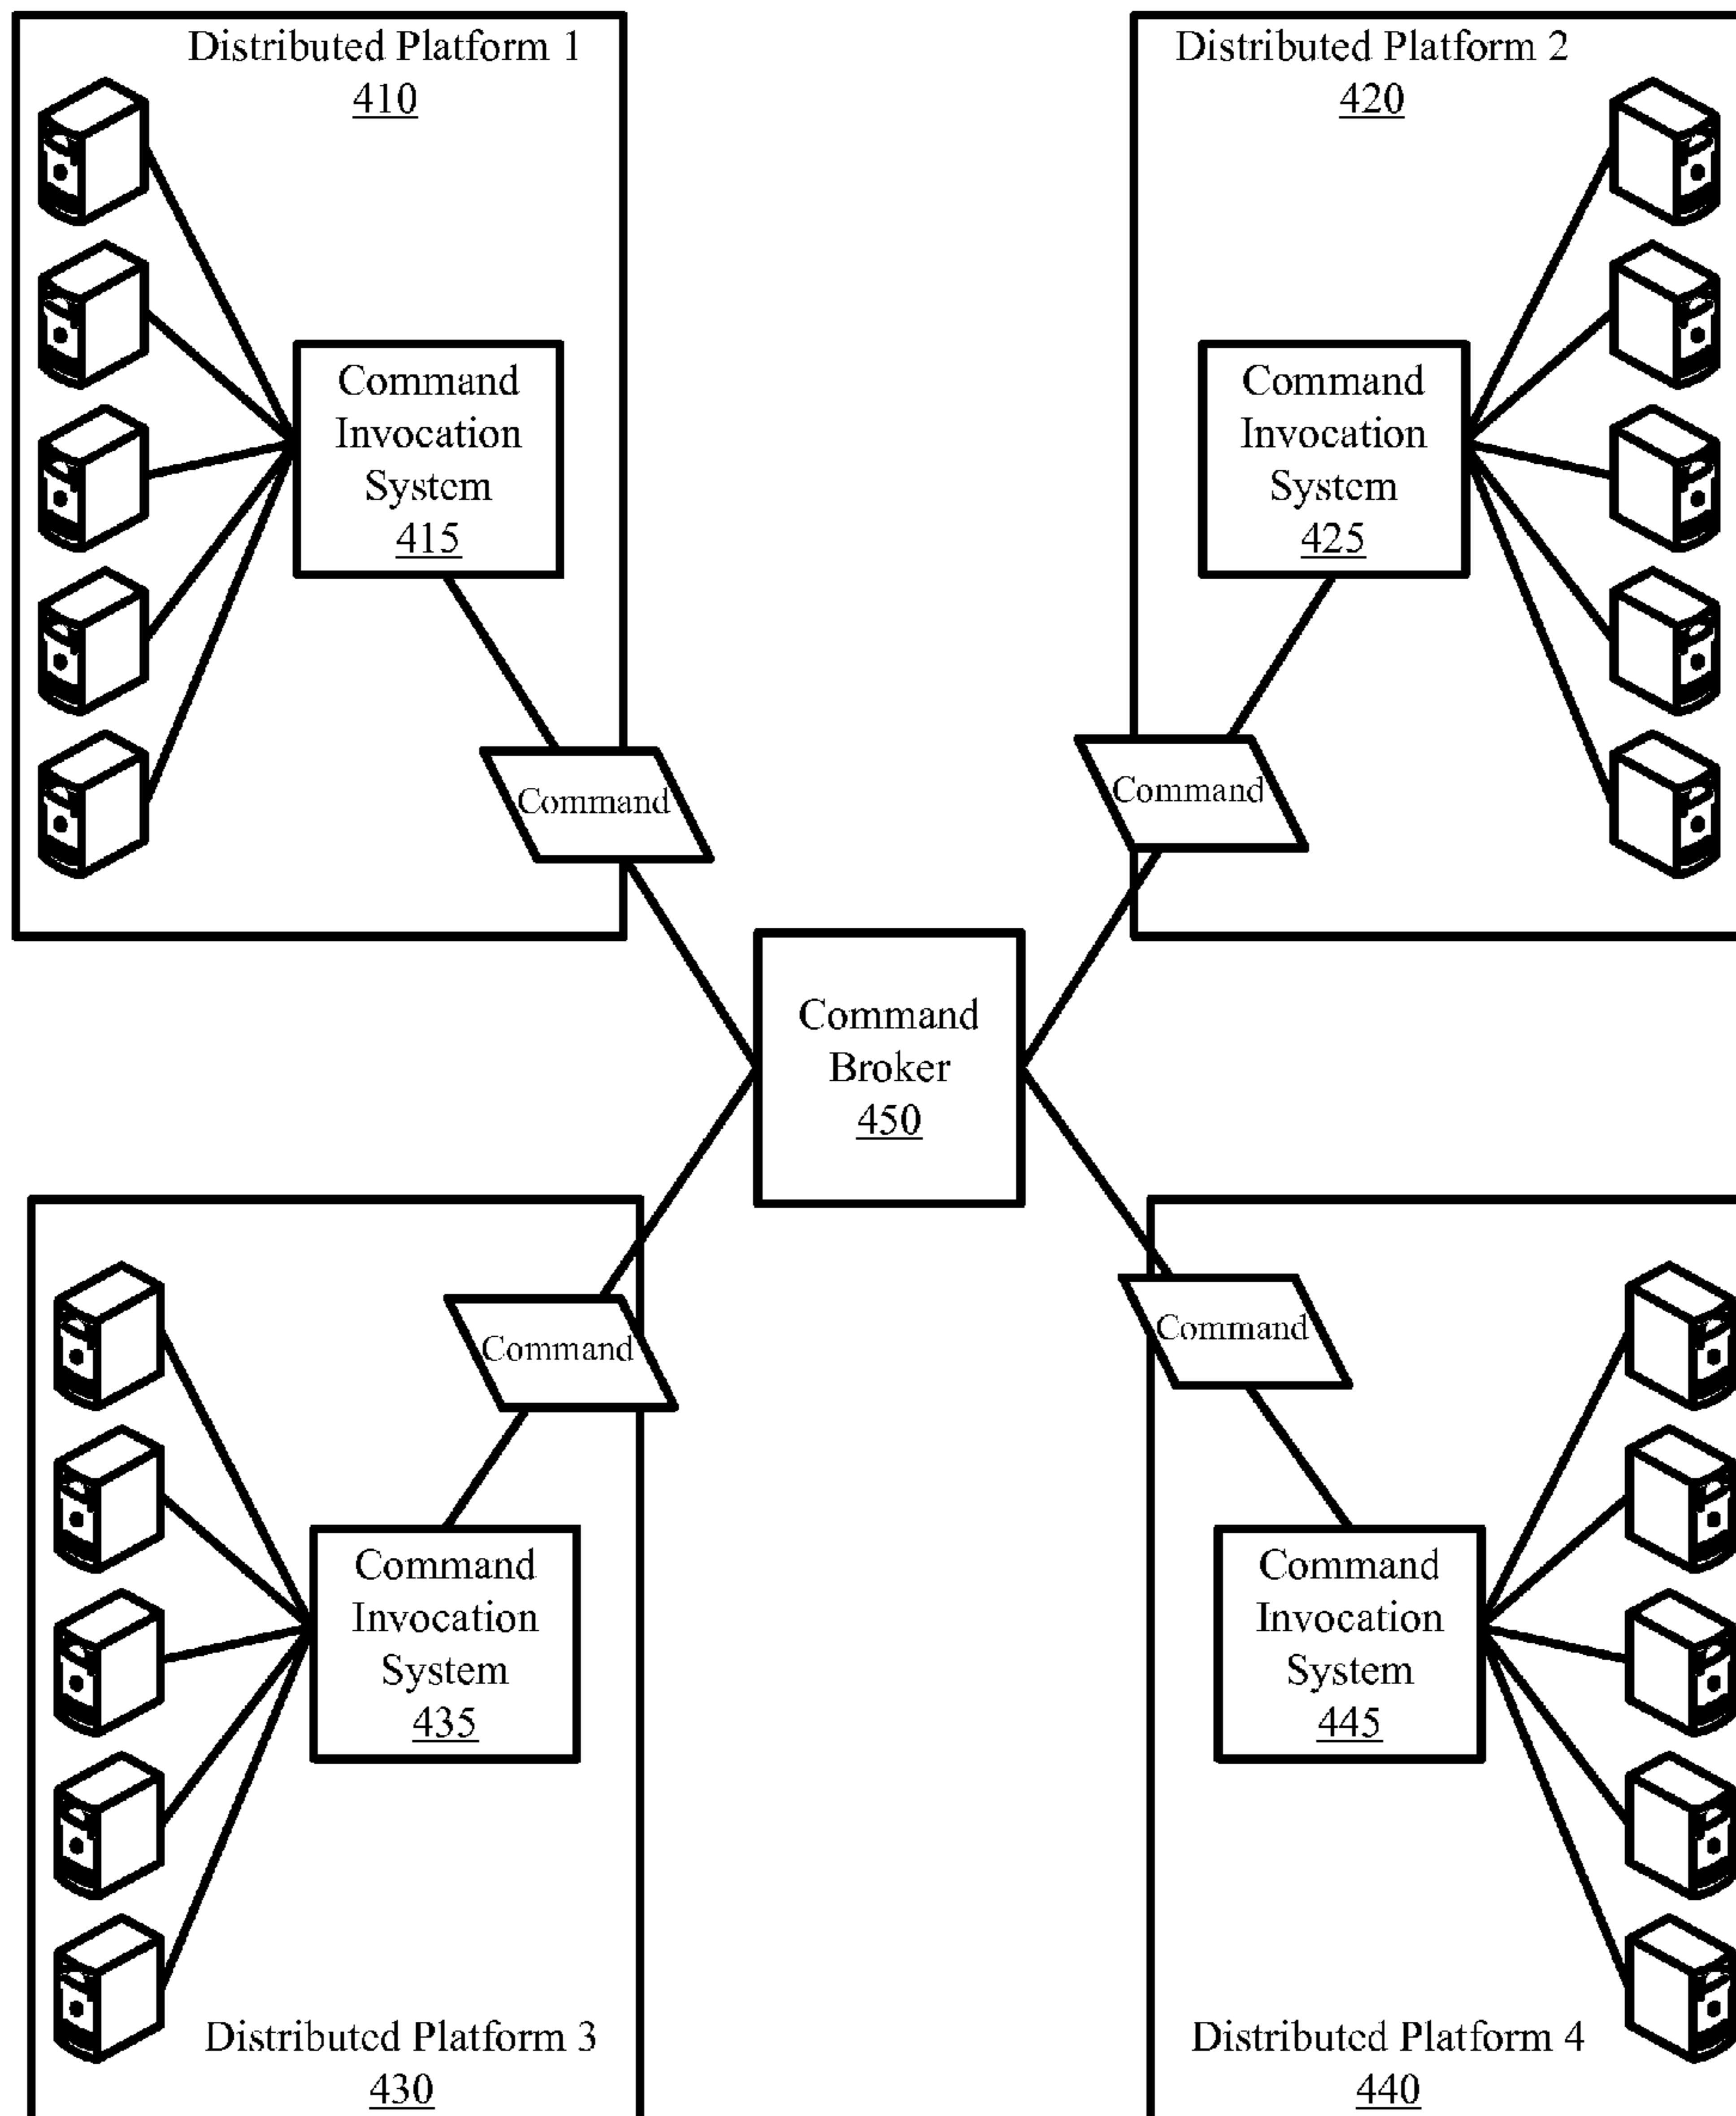 Distributed Platform 1
410
Distributed Platform 2
420
Command
Invocation
System
415
Command
Invocation
System
425
Command
Command
Command
Broker
450
Command
Command
Command
Invocation
System
435
Command
Invocation
System
445
Distributed Platform 3
430
Distributed Platform 4
440